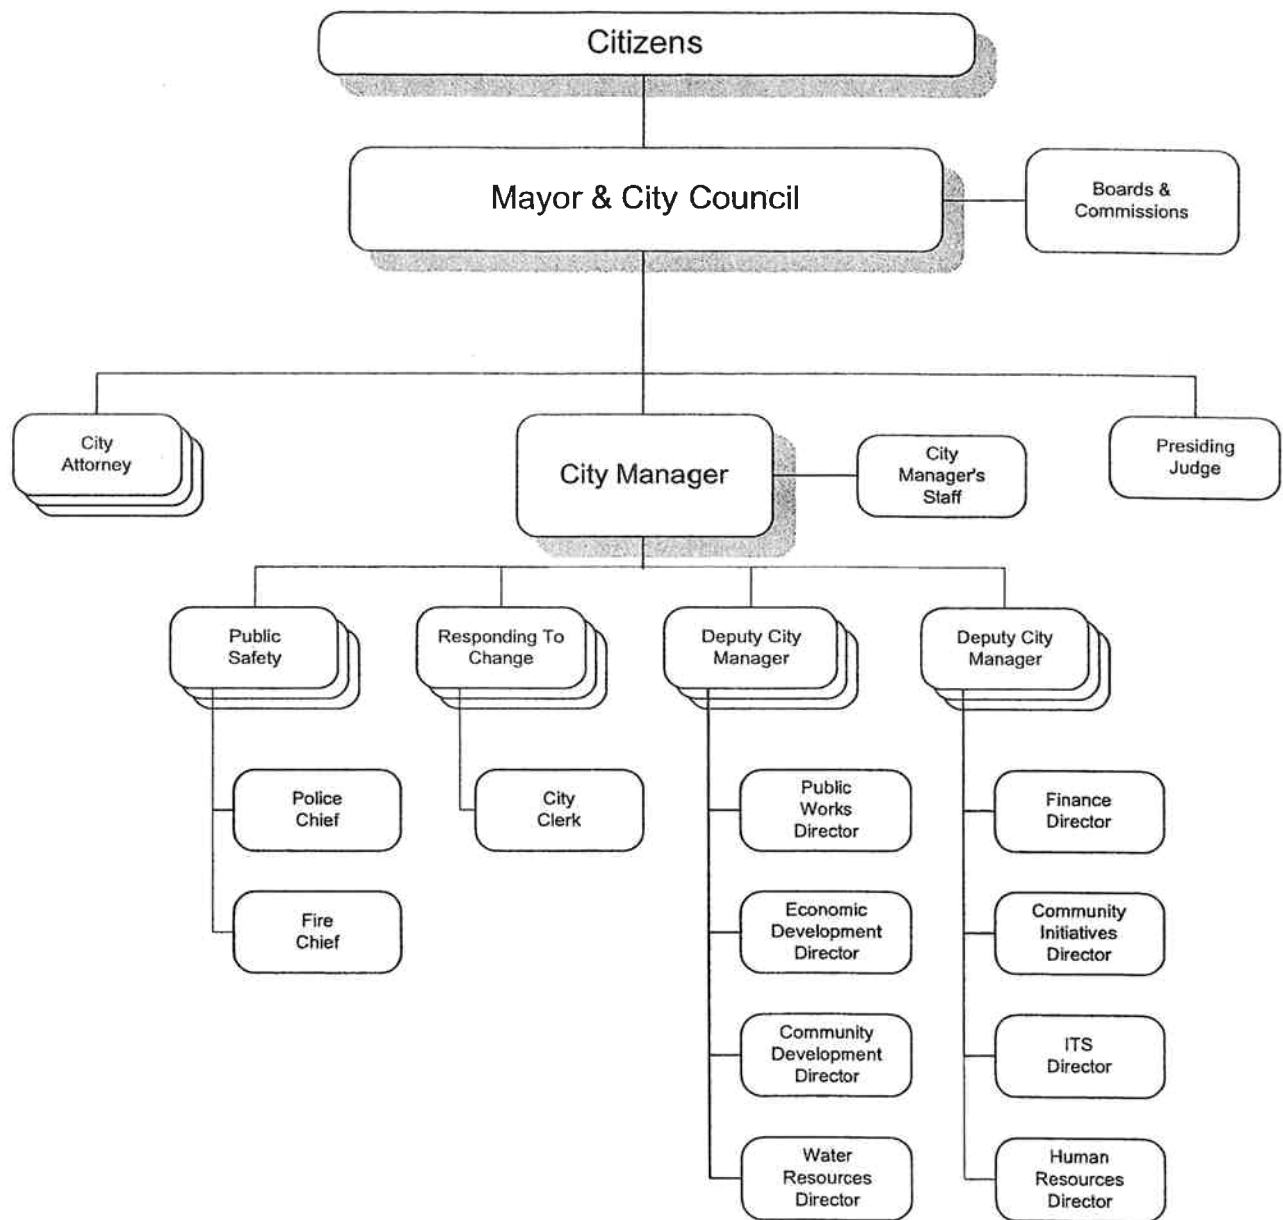 Citizens
Mayor & City Council
Boards &
Commissions
City
Attorney
City Manager
City
Manager's
Staff
Presiding
Judge
Public
Safety
Responding To
Change
Deputy City
Manager
Deputy City
Manager
Police
Chief
City
Clerk
Public
Works
Director
Finance
Director
Fire
Chief
Economic
Development
Director
Community
Initiatives
Director
Community
Development
Director
ITS
Director
Water
Resources
Director
Human
Resources
Director